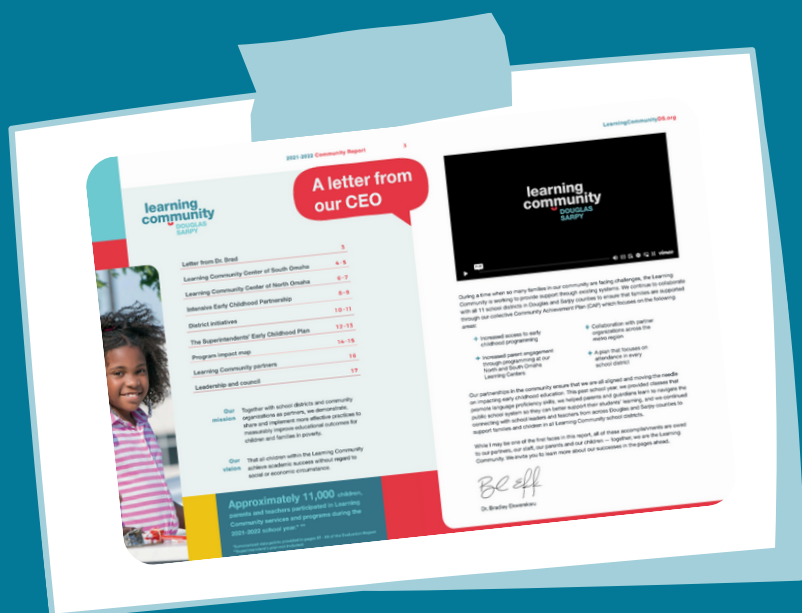 2021-2022 Community Report
3
learning
community
DOUGLAS
SARPY
A letter from
our CEO
Letter from Dr. Brad 3
Learning Community Center of South Omaha 4-5
Learning Community Center of North Omaha 6-7
Intensive Early Childhood Partnership 8-9
District initiatives 10-11
The Superintendents' Early Childhood Plan 12-13
Program impact map 14-15
Learning Community partners 16
Leadership and council 17
Our
mission
Together with school districts and community
organizations as partners, we demonstrate,
share and implement more effective practices to
measurably improve educational outcomes for
children and families in poverty.
Our
vision
That all children within the Learning Community
achieve academic success without regard to
social or economic circumstance.
Approximately 11,000 children,
parents and teachers participated in Learning
Community services and programs during the
2021-2022 school year.* **
LearningCommunityDS.org
learning
community
DOUGLAS
SARPY
vimeo
During a time when so many families in our community are facing challenges, the Learning
Community is working to provide support through existing systems. We continue to collaborate
with all 11 school districts in Douglas and Sarpy counties to ensure that families are supported
through our collective Community Achievement Plan (CAP) which focuses on the following
areas:
Increased access to early
childhood programming
Increased parent engagement
through programming at our
North and South Omaha
Learning Centers
Collaboration with partner
organizations across the
metro region
A plan that focuses on
attendance in every
school district
Our partnerships in the community ensure that we are all aligned and moving the needle
on impacting early childhood education. This past school year, we provided classes that
promote language proficiency skills, we helped parents and guardians learn to navigate the
public school system so they can better support their students' learning, and we continued
connecting with school leaders and teachers from across Douglas and Sarpy counties to
support families and children in all Learning Community school districts.
While I may be one of the first faces in this report, all of these accomplishments are owed
to our partners, our staff, our parents and our children — together, we are the Learning
Community. We invite you to learn more about our successes in the pages ahead.
Dr. Bradley Ekwerekwu